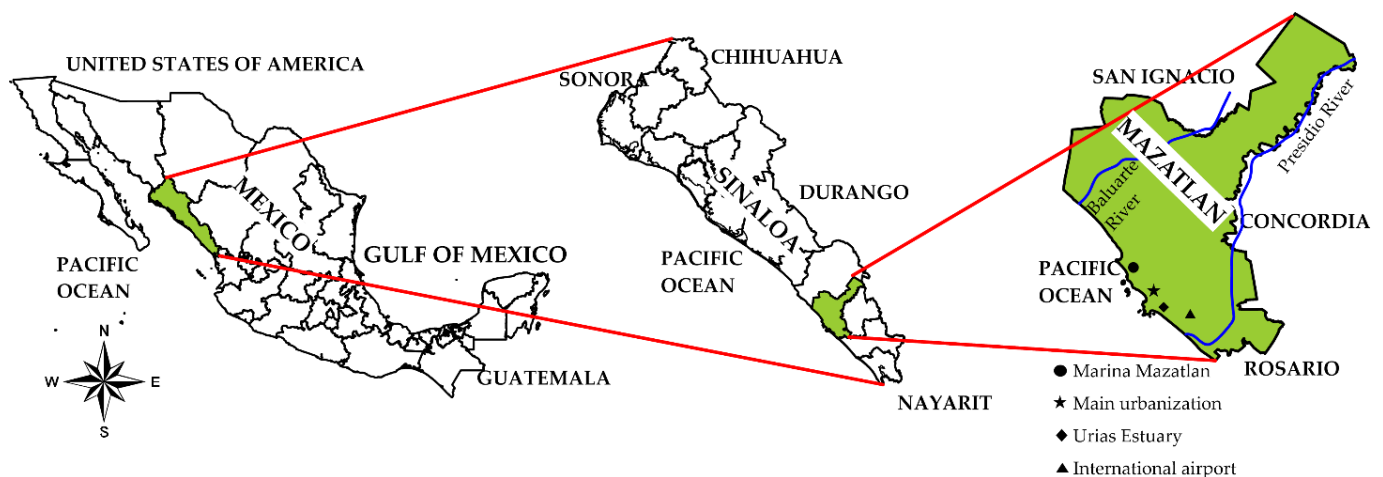 UNITED STATES OF AMERICA
MEXICO
GULF OF MEXICO
PACIFIC
OCEAN
GUATEMALA
N
W
E
S
CHIHUAHUA
SONORA
SINALOA
DURANGO
PACIFIC
OCEAN
NAYARIT
SAN IGNACIO
Presidio River
MAZATLAN
Baluarte
River
CONCORDIA
PACIFIC
OCEAN
ROSARIO
Marina Mazatlan
Main urbanization
Urias Estuary
International airport